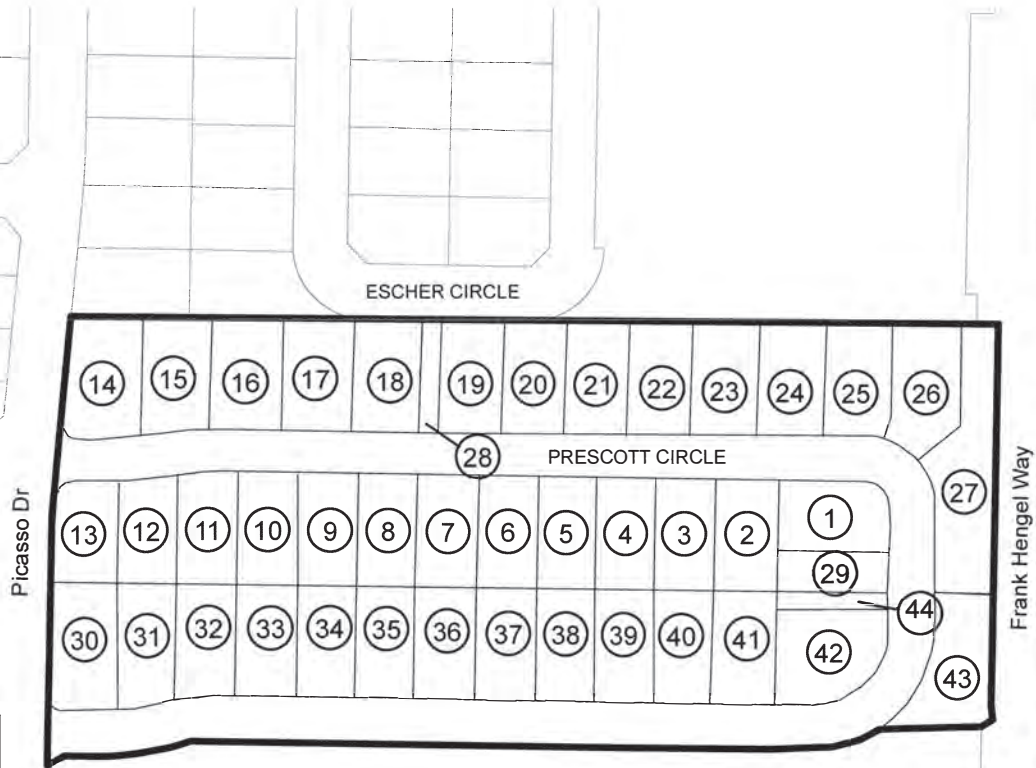 ESCHER CIRCLE
14 15 16 17 18 19 20 21 22 23 24 25 26
28
PRESCOTT CIRCLE
27
13 12 11 10 9 8 7 6 5 4 3 2 1
29
44
30 31 32 33 34 35 36 37 38 39 40 41 42
43
Picasso Dr
Frank Hengel Way